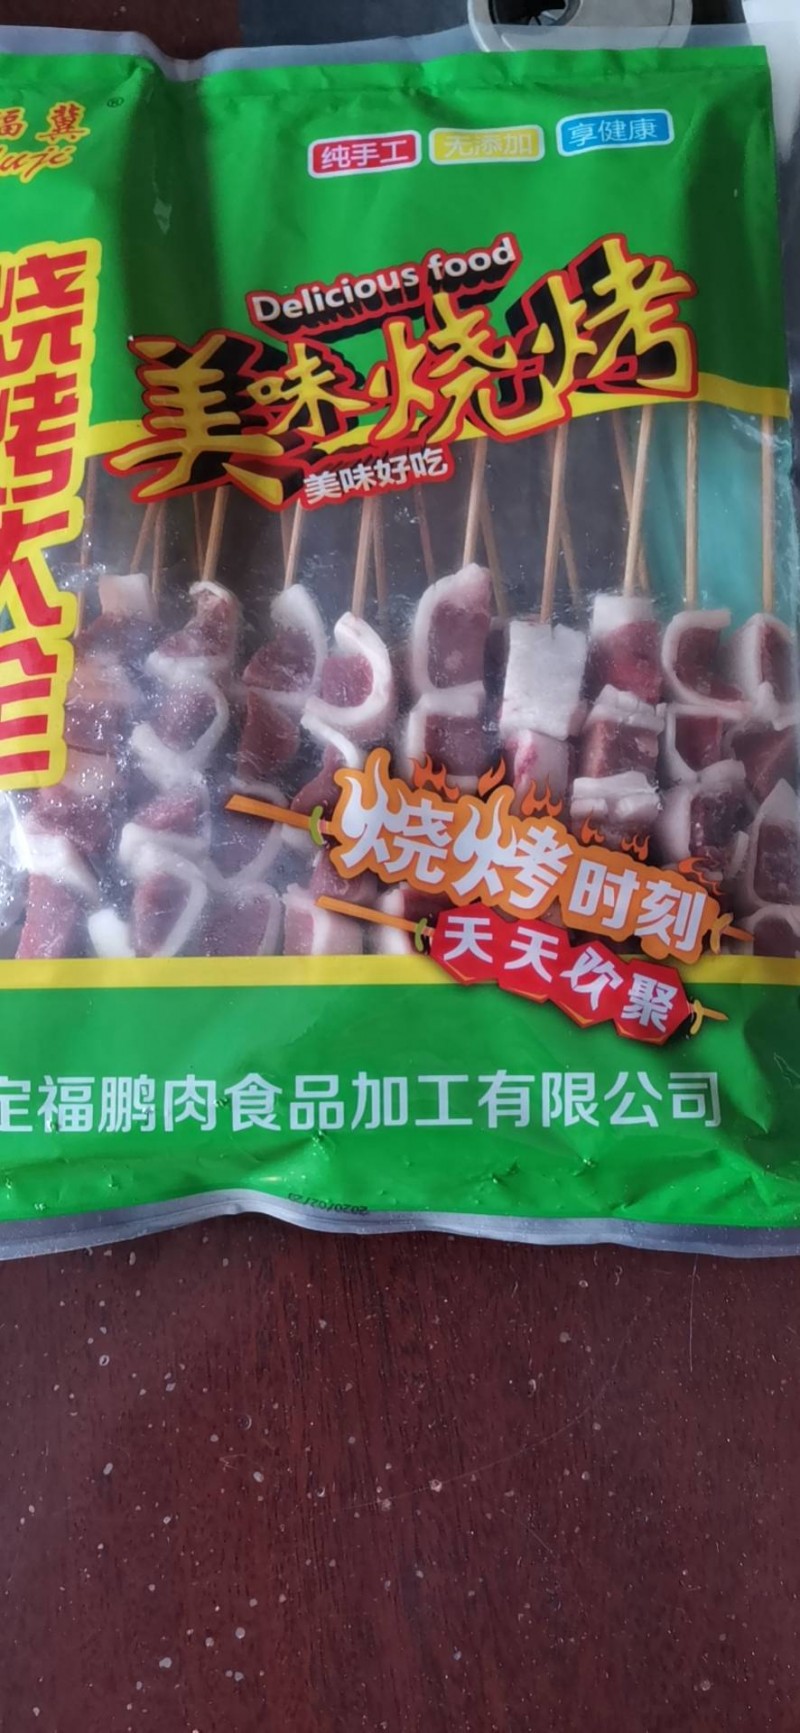 福冀 ®
纯手工 无添加 享健康
Delicious food
美味烧烤
美味好吃
烧烤大全
烧烤时刻
天天欢聚
定福鹏肉食品加工有限公司